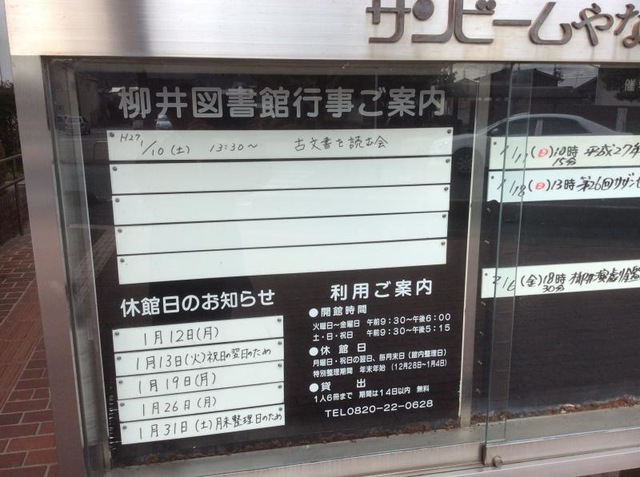 サンビームやな
柳井図書館行事ご案内
H27
1/10(土) 13:30〜 古文書を読む会
休館日のお知らせ
1月12日(月)
1月13日(火)祝日の翌日のため
1月19日(月)
1月26日(月)
1月31日(土)月末整理日のため
利用ご案内
●開館時間
火曜日〜金曜日 午前9:30〜午後6:00
土・日・祝日 午前9:30〜午後5:15
●休館日
月曜日・祝日の翌日、毎月末日(館内整理日)
特別整理期間 年末年始(12月28日〜1月4日)
●貸出
1人6冊まで 期間は14日以内 無料
TEL0820-22-0628
催
1/11(日)10時15分 平成27年
1/18(日)13時 第26回サザンセ
2/6(金)18時30分 柳井